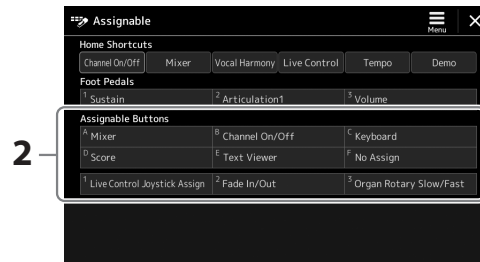 Assignable
Menu
Home Shortcuts
Channel On/Off Mixer Vocal Harmony Live Control Tempo Demo
Foot Pedals
1 Sustain 2 Articulation1 3 Volume
Assignable Buttons
A Mixer B Channel On/Off C Keyboard
2
D Score E Text Viewer F No Assign
1 Live Control Joystick Assign 2 Fade In/Out 3 Organ Rotary Slow/Fast